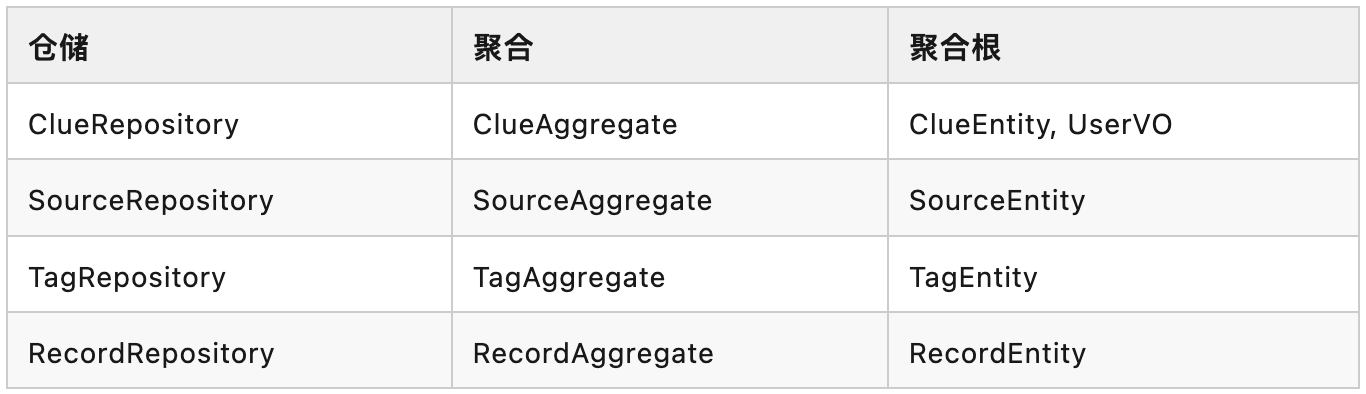 仓储 聚合 聚合根
ClueRepository ClueAggregate ClueEntity, UserVO
SourceRepository SourceAggregate SourceEntity
TagRepository TagAggregate TagEntity
RecordRepository RecordAggregate RecordEntity